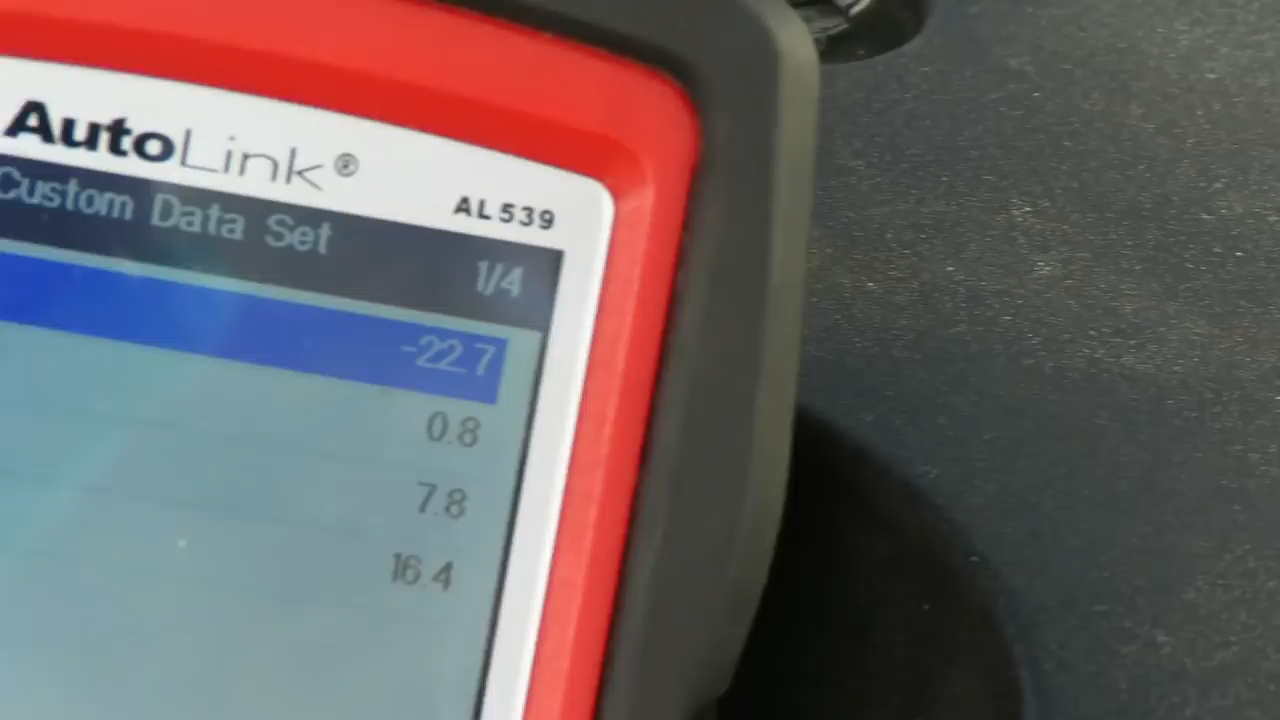 AutoLink®
AL539
Custom Data Set
1/4
-22.7
0.8
7.8
16.4